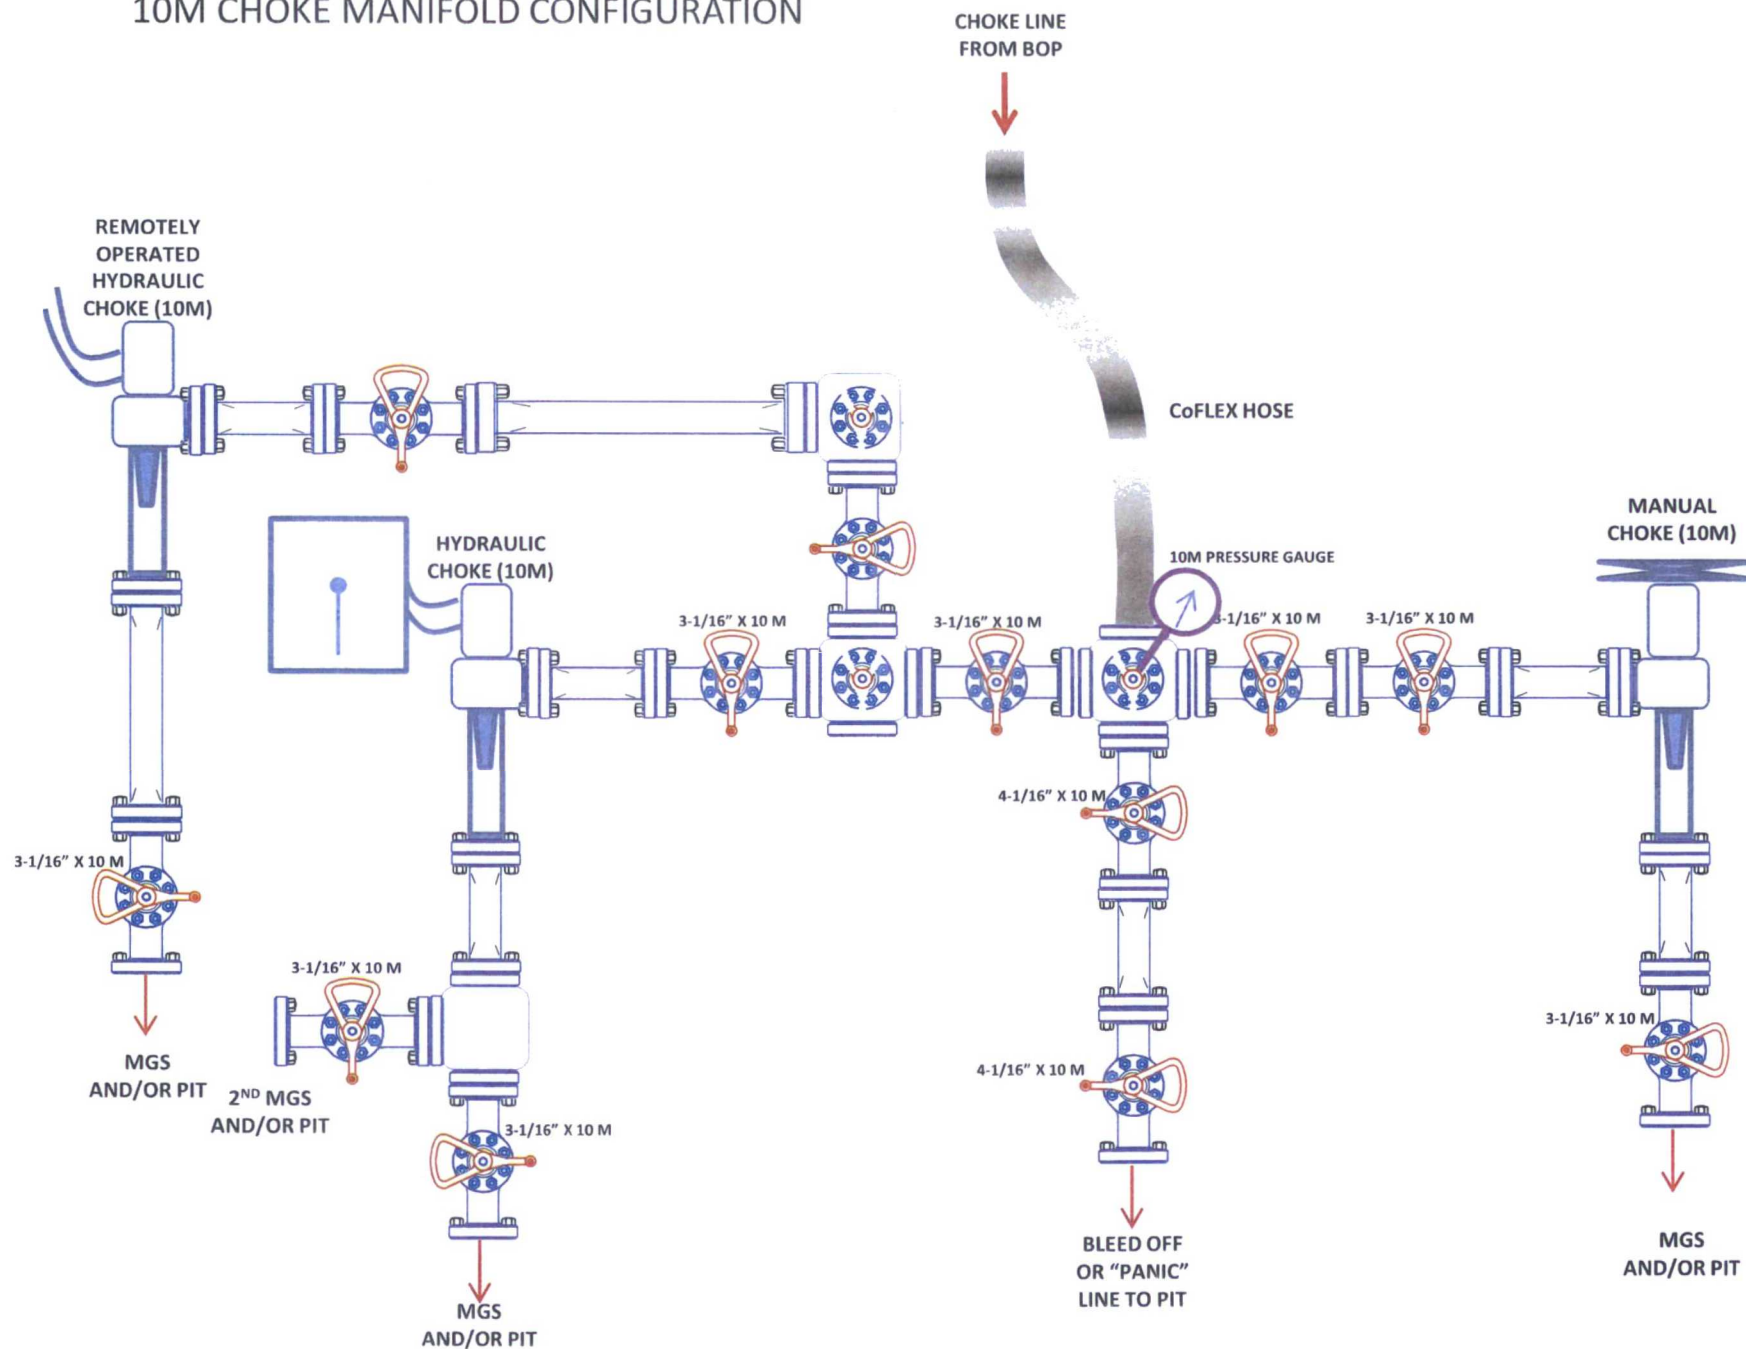 10M CHOKE MANIFOLD CONFIGURATION
CHOKE LINE
FROM BOP
REMOTELY
OPERATED
HYDRAULIC
CHOKE (10M)
CoFLEX HOSE
MANUAL
CHOKE (10M)
HYDRAULIC
CHOKE (10M)
10M PRESSURE GAUGE
3-1/16" X 10 M
3-1/16" X 10 M
3-1/16" X 10 M
3-1/16" X 10 M
4-1/16" X 10 M
3-1/16" X 10 M
3-1/16" X 10 M
3-1/16" X 10 M
4-1/16" X 10 M
MGS
AND/OR PIT
2ND MGS
AND/OR PIT
3-1/16" X 10 M
BLEED OFF
OR “PANIC”
LINE TO PIT
MGS
AND/OR PIT
MGS
AND/OR PIT